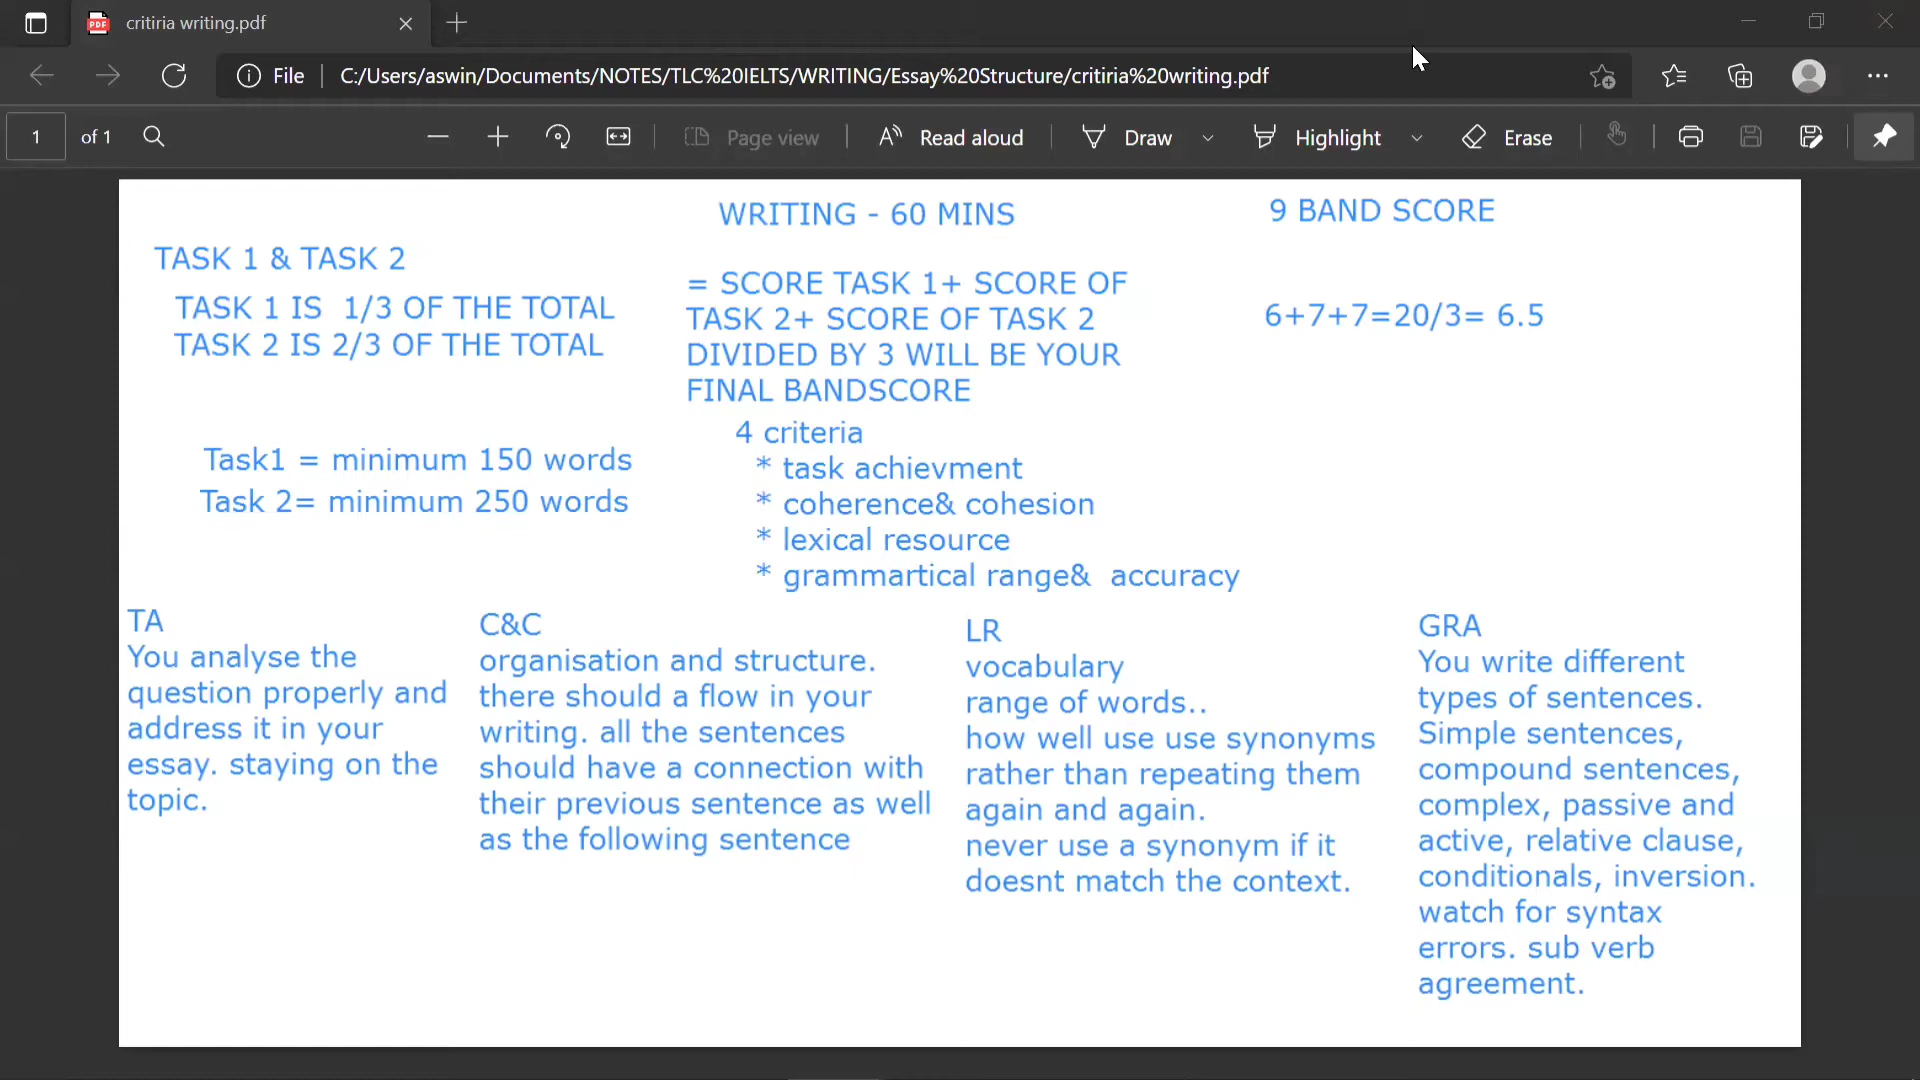 critiria writing.pdf
File
C:/Users/aswin/Documents/NOTES/TLC%20IELTS/WRITING/Essay%20Structure/critiria%20writing.pdf
1 of 1
Page view
Read aloud
Draw
Highlight
Erase
WRITING - 60 MINS
9 BAND SCORE
TASK 1 & TASK 2
TASK 1 IS 1/3 OF THE TOTAL
TASK 2 IS 2/3 OF THE TOTAL
= SCORE TASK 1+ SCORE OF
TASK 2+ SCORE OF TASK 2
DIVIDED BY 3 WILL BE YOUR
FINAL BANDSCORE
6+7+7=20/3= 6.5
Task1 = minimum 150 words
Task 2= minimum 250 words
4 criteria
* task achievment
* coherence& cohesion
* lexical resource
* grammartical range& accuracy
TA
You analyse the
question properly and
address it in your
essay. staying on the
topic.
C&C
organisation and structure.
there should a flow in your
writing. all the sentences
should have a connection with
their previous sentence as well
as the following sentence
LR
vocabulary
range of words..
how well use use synonyms
rather than repeating them
again and again.
never use a synonym if it
doesnt match the context.
GRA
You write different
types of sentences.
Simple sentences,
compound sentences,
complex, passive and
active, relative clause,
conditionals, inversion.
watch for syntax
errors. sub verb
agreement.